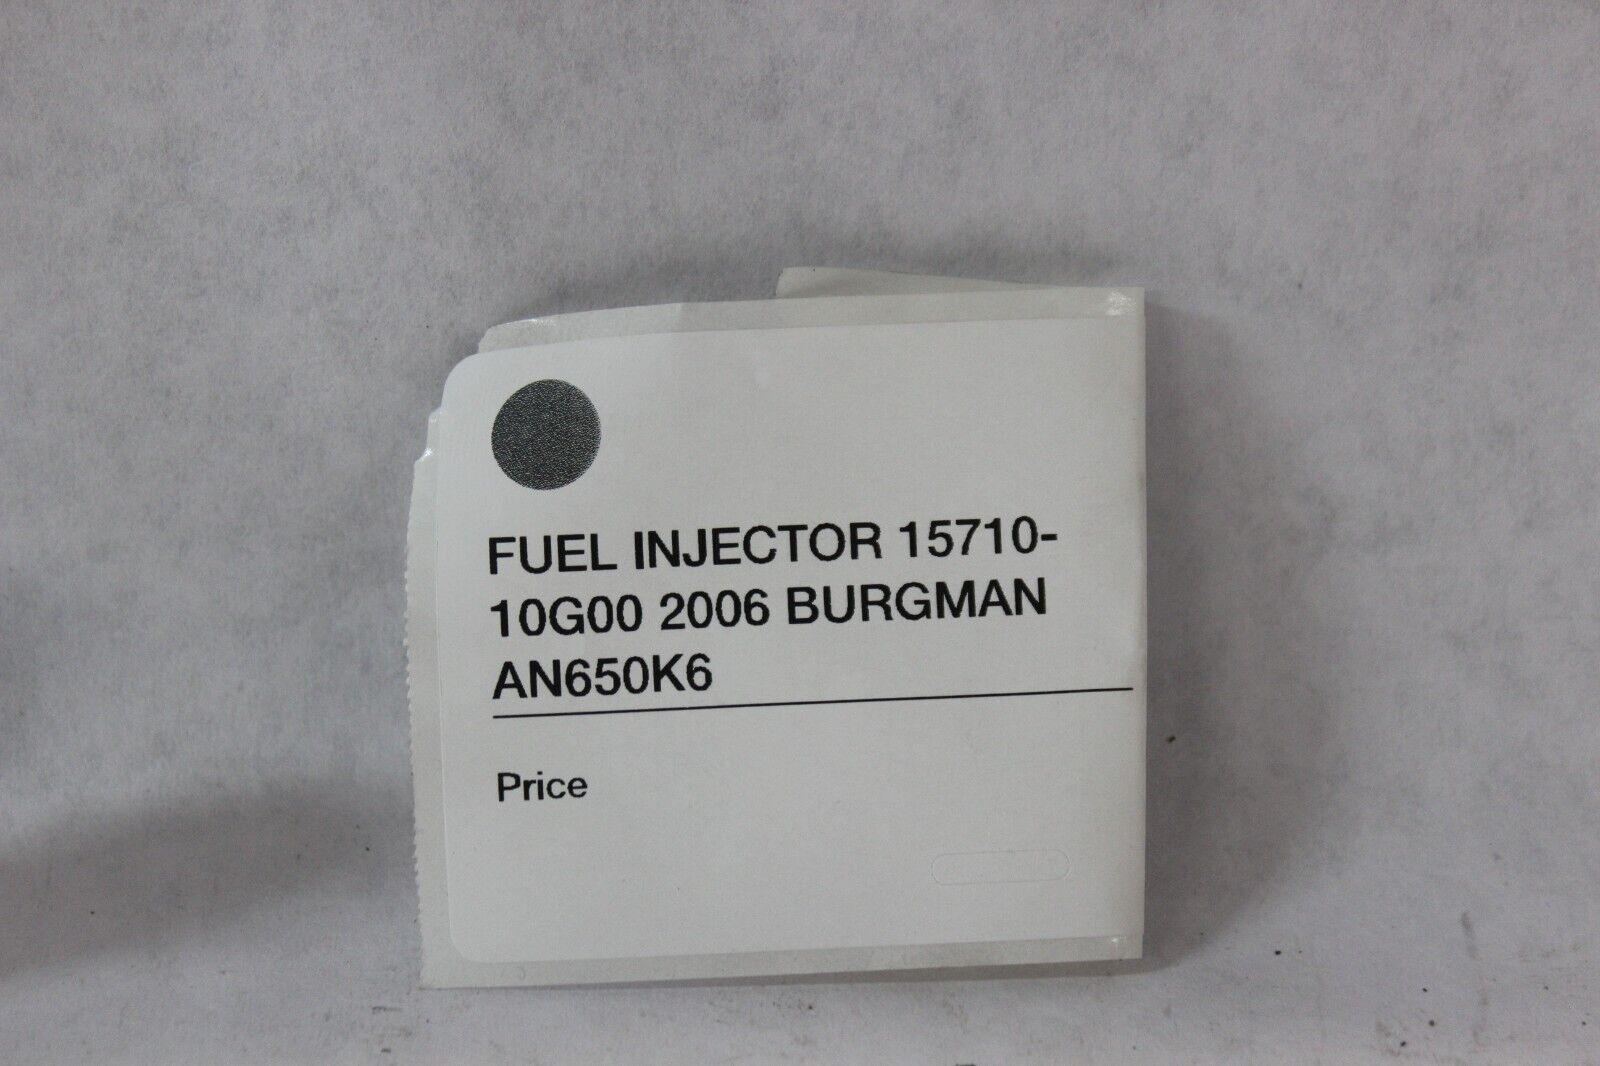 FUEL INJECTOR 15710-
10G00 2006 BURGMAN
AN650K6
Price